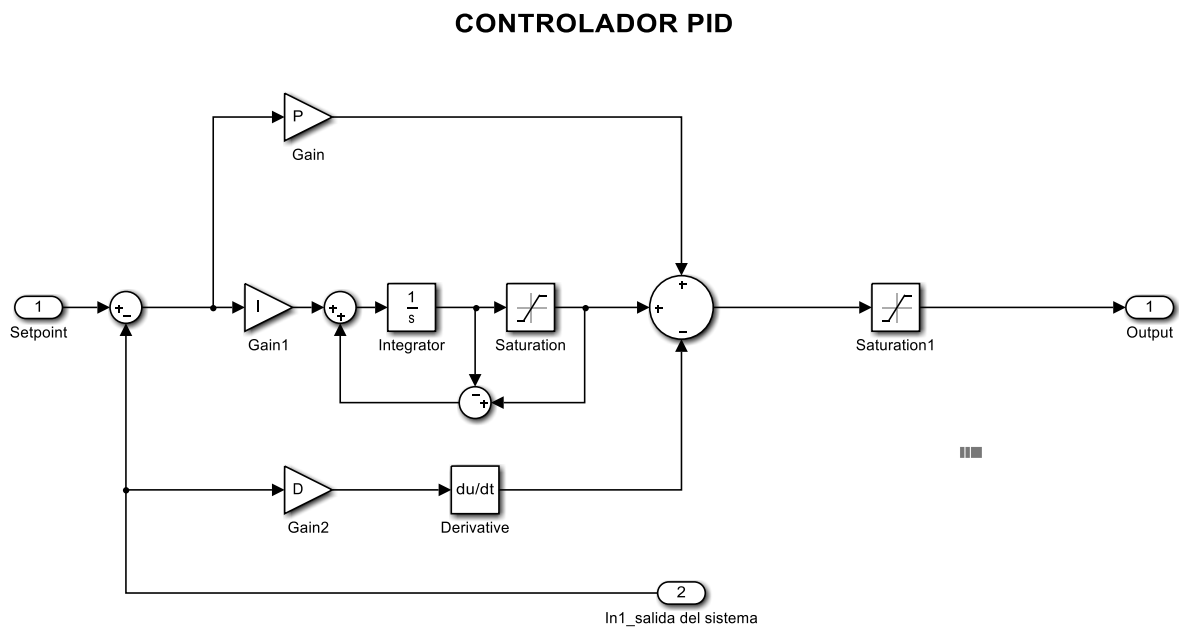 CONTROLADOR PID
P
Gain
1
Setpoint
+
−
I
Gain1
+
+
1
s
Integrator
Saturation
+
+
−
Saturation1
1
Output
−
+
D
Gain2
du/dt
Derivative
2
In1_salida del sistema